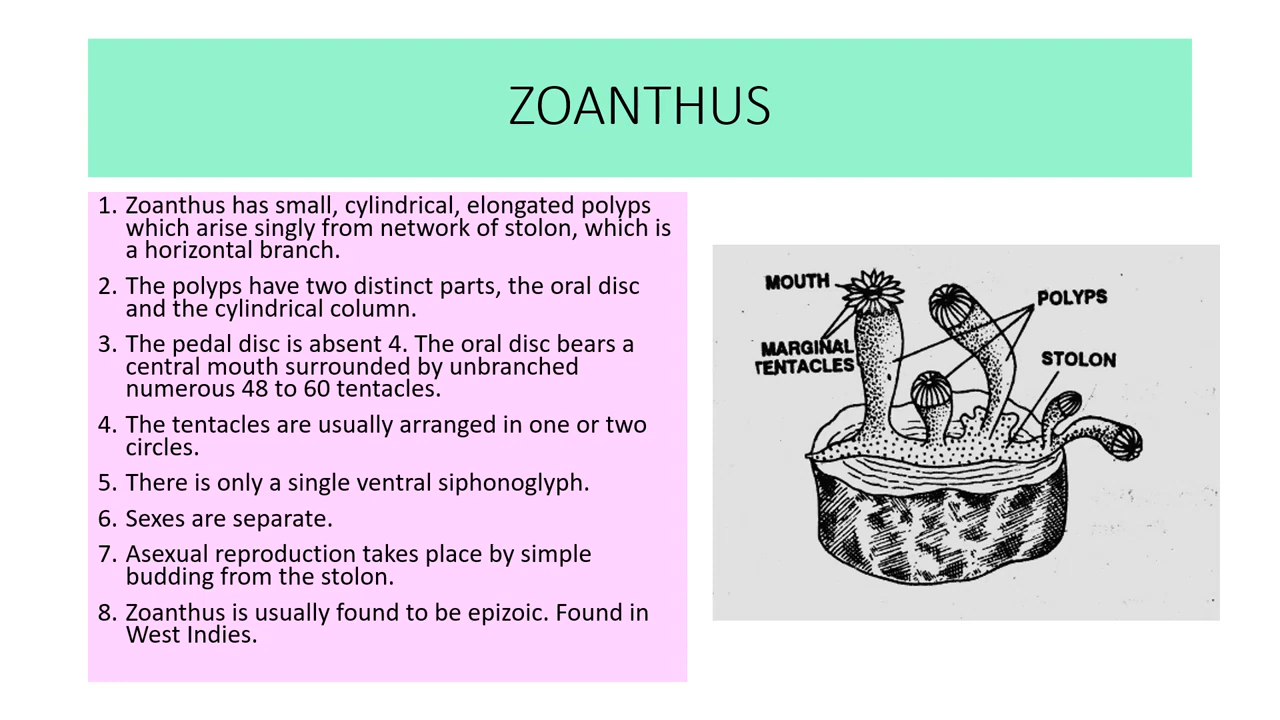 ZOANTHUS
1. Zoanthus has small, cylindrical, elongated polyps
which arise singly from network of stolon, which is
a horizontal branch.
2. The polyps have two distinct parts, the oral disc
and the cylindrical column.
3. The pedal disc is absent 4. The oral disc bears a
central mouth surrounded by unbranched
numerous 48 to 60 tentacles.
4. The tentacles are usually arranged in one or two
circles.
5. There is only a single ventral siphonoglyph.
6. Sexes are separate.
7. Asexual reproduction takes place by simple
budding from the stolon.
8. Zoanthus is usually found to be epizoic. Found in
West Indies.
MOUTH
POLYPS
MARGINAL
TENTACLES
STOLON